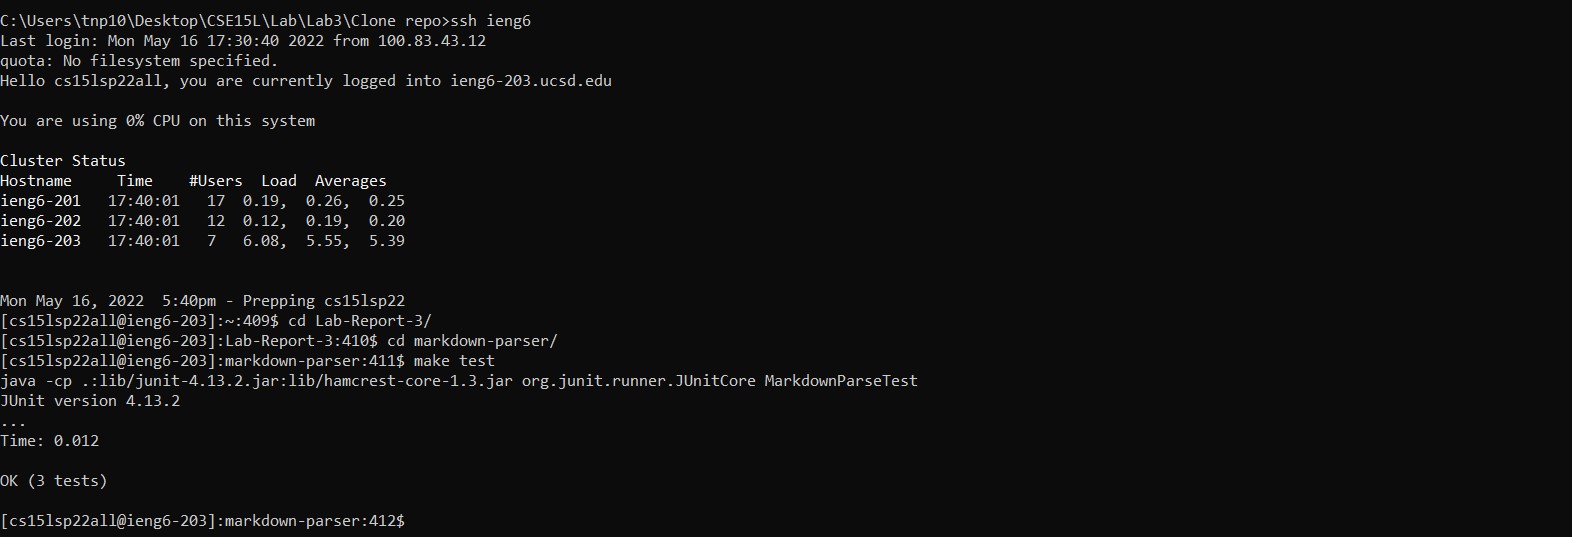 C:\Users\tnp10\Desktop\CSE15L\Lab\Lab3\Clone repo>ssh ieng6
Last login: Mon May 16 17:30:40 2022 from 100.83.43.12
quota: No filesystem specified.
Hello cs15lsp22all, you are currently logged into ieng6-203.ucsd.edu
You are using 0% CPU on this system
Cluster Status
Hostname     Time    #Users  Load  Averages
ieng6-201   17:40:01   17  0.19,  0.26,  0.25
ieng6-202   17:40:01   12  0.12,  0.19,  0.20
ieng6-203   17:40:01   7   6.08,  5.55,  5.39
Mon May 16, 2022  5:40pm - Prepping cs15lsp22
[cs15lsp22all@ieng6-203]:~:409$ cd Lab-Report-3/
[cs15lsp22all@ieng6-203]:Lab-Report-3:410$ cd markdown-parser/
[cs15lsp22all@ieng6-203]:markdown-parser:411$ make test
java -cp .:lib/junit-4.13.2.jar:lib/hamcrest-core-1.3.jar org.junit.runner.JUnitCore MarkdownParseTest
JUnit version 4.13.2
...
Time: 0.012
OK (3 tests)
[cs15lsp22all@ieng6-203]:markdown-parser:412$